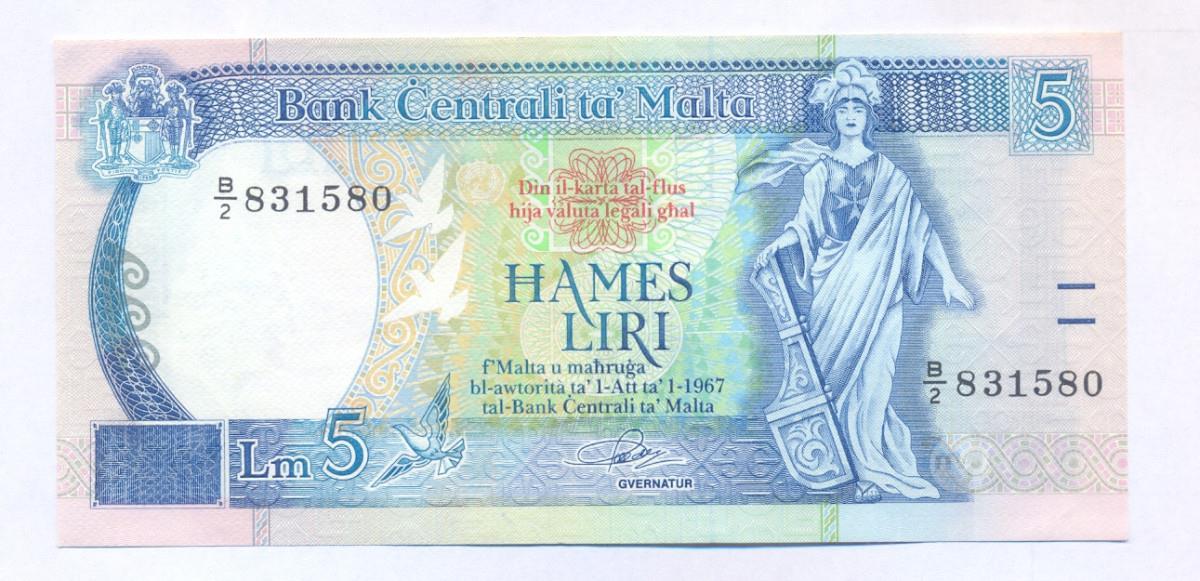 Bank Ċentrali ta' Malta
5
B/2 831580
Din il-karta tal-flus
hija valuta legali għal
ĦAMES
LIRI
f'Malta u maħruġa
bl-awtorità ta' l-Att ta' l-1967
tal-Bank Ċentrali ta' Malta
B/2 831580
Lm 5
GVERNATUR